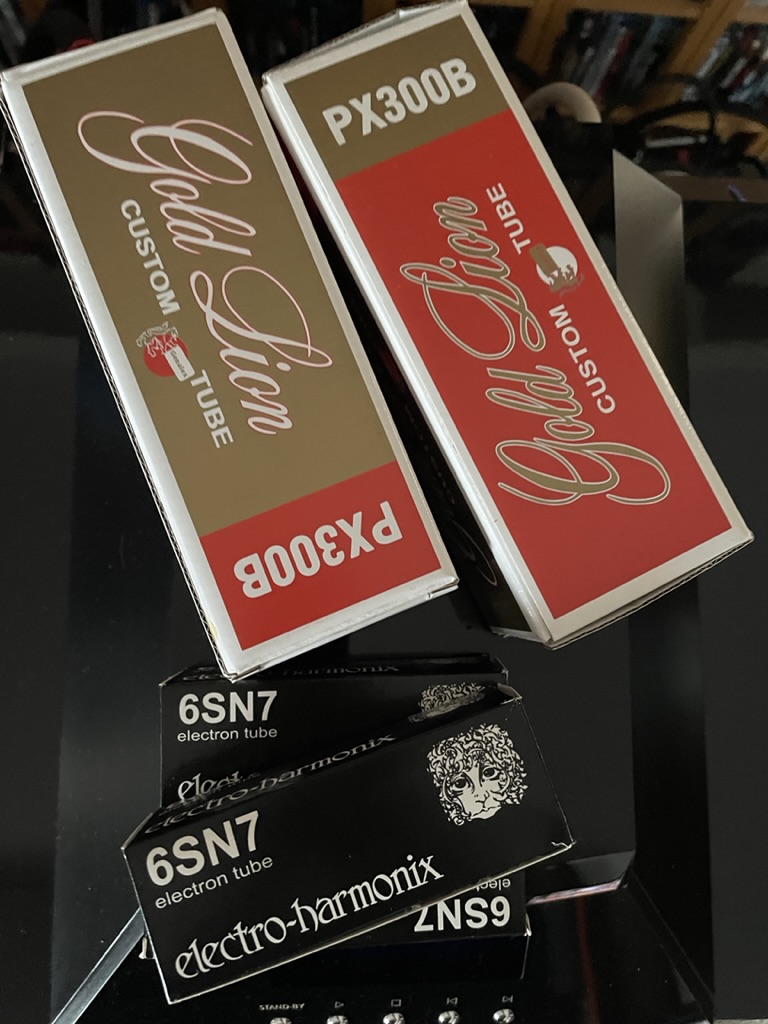 Gold Lion
CUSTOM TUBE
Genalex
PX300B
PX300B
Gold Lion
CUSTOM TUBE
6SN7
electron tube
electro-harmonix
6SN7
electron tube
electro-harmonix
6SN7
STAND-BY